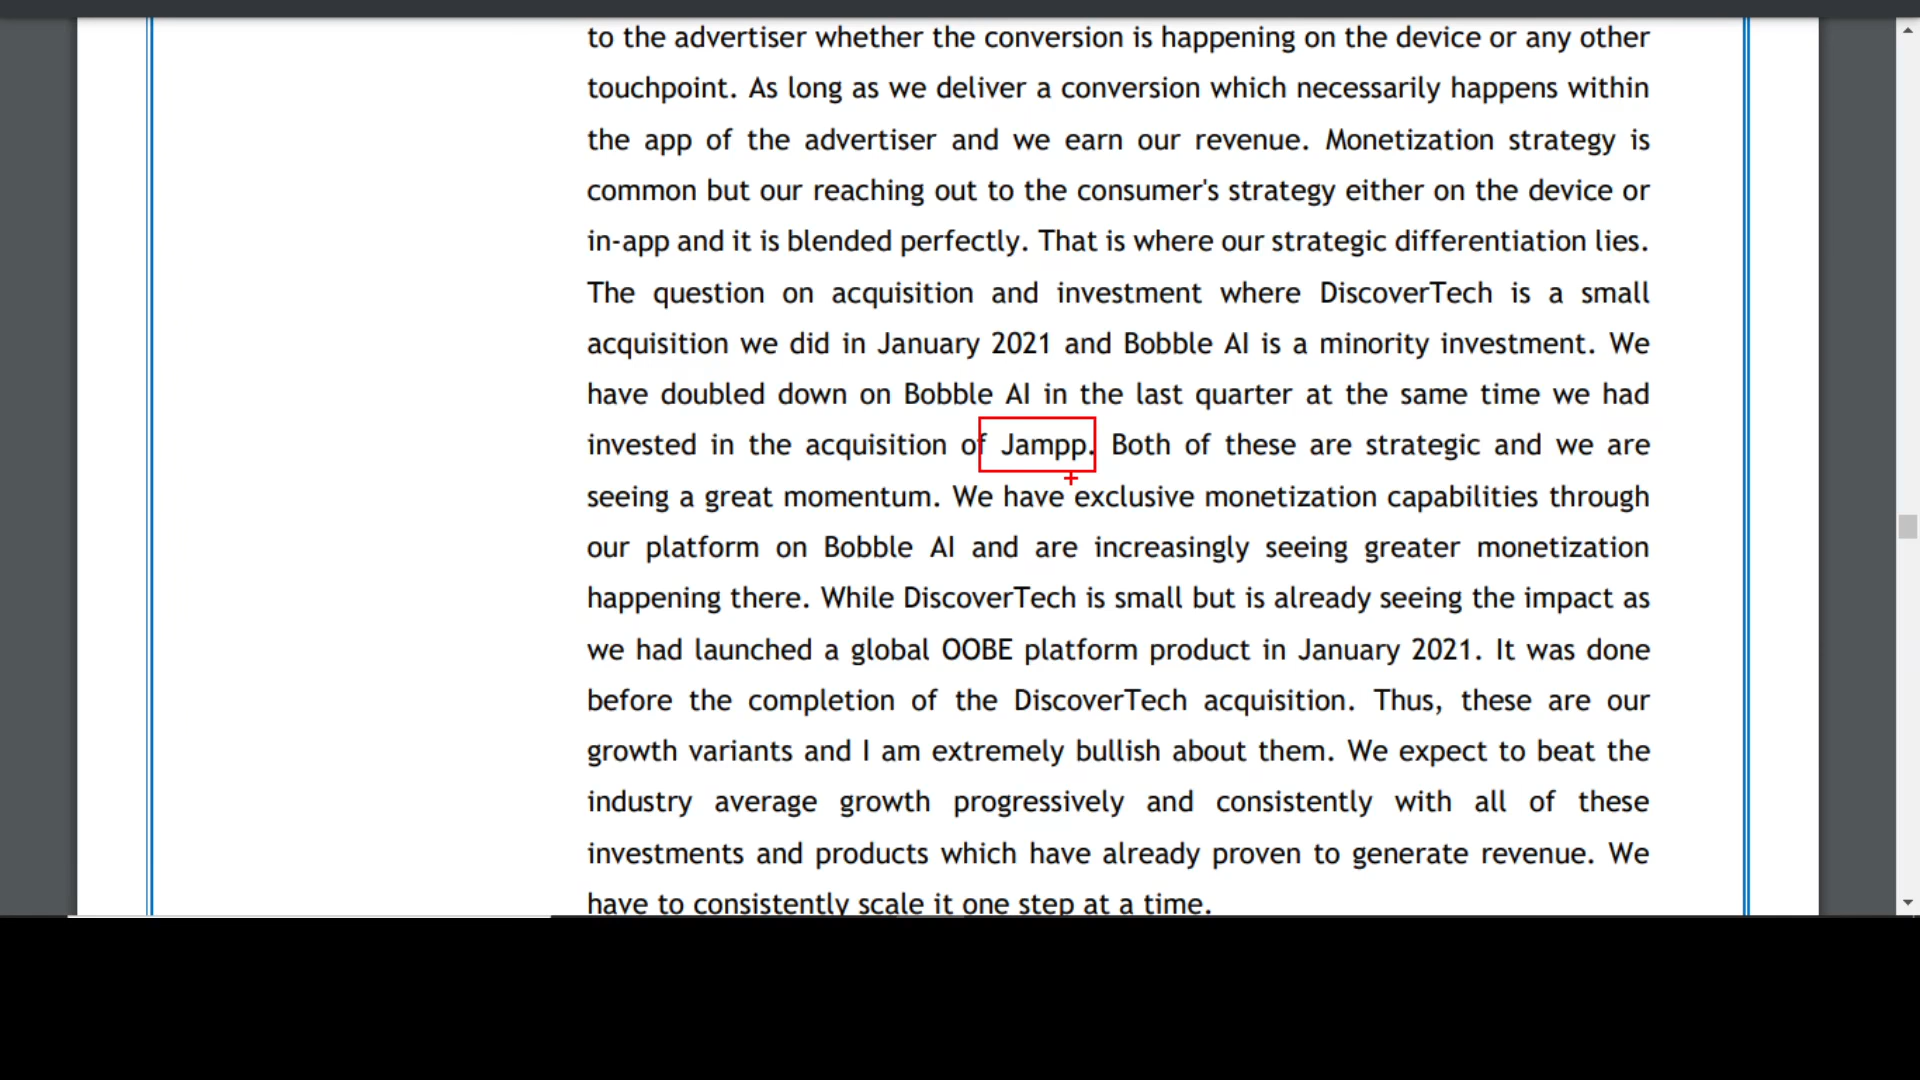 to the advertiser whether the conversion is happening on the device or any other
touchpoint. As long as we deliver a conversion which necessarily happens within
the app of the advertiser and we earn our revenue. Monetization strategy is
common but our reaching out to the consumer's strategy either on the device or
in-app and it is blended perfectly. That is where our strategic differentiation lies.
The question on acquisition and investment where DiscoverTech is a small
acquisition we did in January 2021 and Bobble AI is a minority investment. We
have doubled down on Bobble AI in the last quarter at the same time we had
invested in the acquisition of Jampp. Both of these are strategic and we are
seeing a great momentum. We have exclusive monetization capabilities through
our platform on Bobble AI and are increasingly seeing greater monetization
happening there. While DiscoverTech is small but is already seeing the impact as
we had launched a global OOBE platform product in January 2021. It was done
before the completion of the DiscoverTech acquisition. Thus, these are our
growth variants and I am extremely bullish about them. We expect to beat the
industry average growth progressively and consistently with all of these
investments and products which have already proven to generate revenue. We
have to consistently scale it one step at a time.